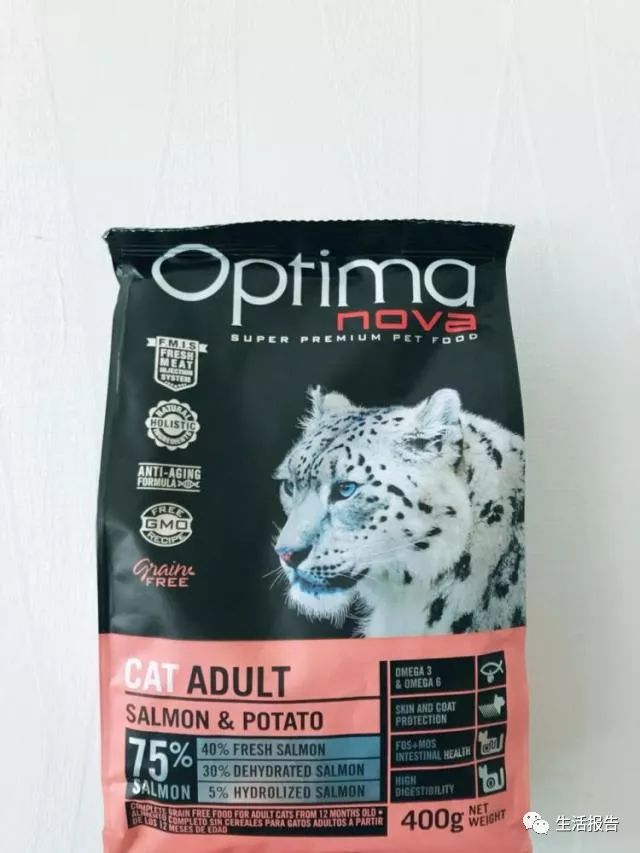 Optima
nova
SUPER PREMIUM PET FOOD
F.M.I.S
FRESH
MEAT
INJECTION
SYSTEM
NATURAL
HOLISTIC
INGREDIENTS
ANTI-AGING
FORMULA
FREE
GMO
RECIPE
Grain
FREE
CAT ADULT
SALMON & POTATO
75%
SALMON
40% FRESH SALMON
30% DEHYDRATED SALMON
5% HYDROLIZED SALMON
OMEGA 3
& OMEGA 6
SKIN AND COAT
PROTECTION
FOS+MOS
INTESTINAL HEALTH
HIGH
DIGESTIBILITY
COMPLETE GRAIN FREE FOOD FOR ADULT CATS FROM 12 MONTHS OLD •
ALIMENTO COMPLETO SIN CEREALES PARA GATOS ADULTOS A PARTIR
DE LOS 12 MESES DE EDAD
400g NET
WEIGHT
生活报告